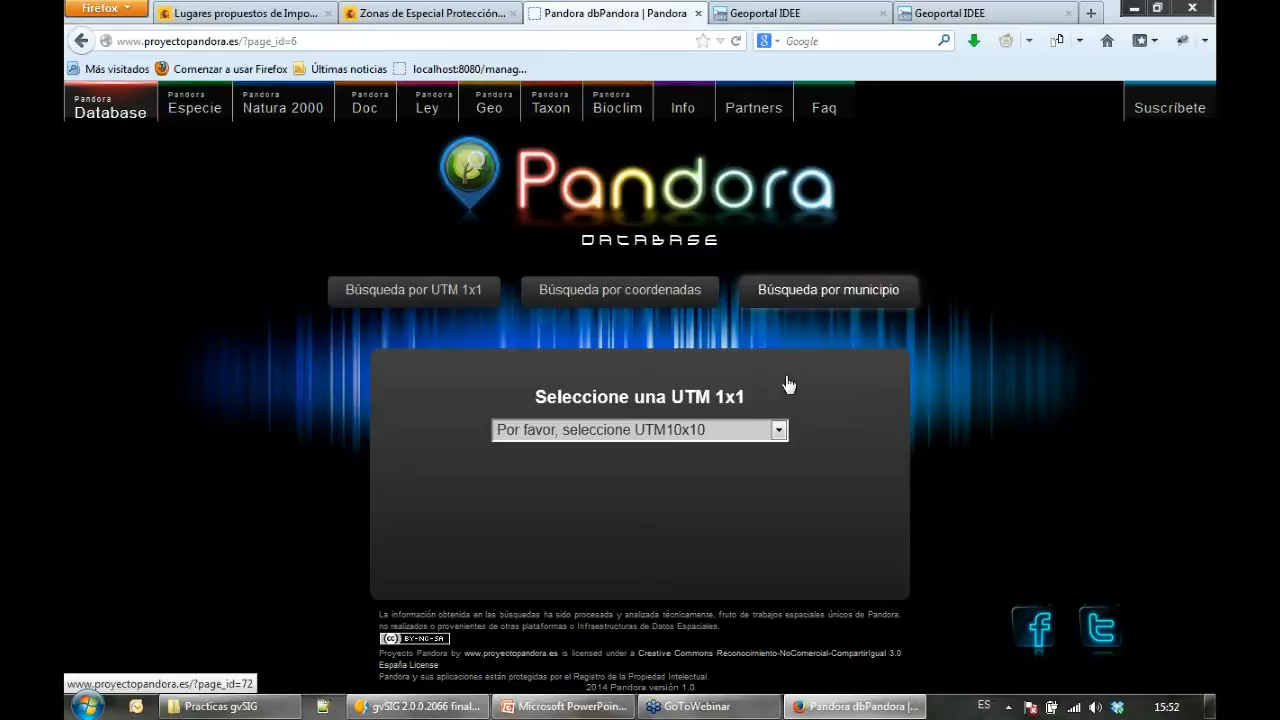 Firefox
Lugares propuestos de Impo...
Zonas de Especial Protección...
Pandora dbPandora | Pandora
Geoportal IDEE
Geoportal IDEE
www.proyectopandora.es/?page_id=6
Google
Más visitados
Comenzar a usar Firefox
Últimas noticias
localhost:8080/manag...
Pandora Database
Pandora Especie
Pandora Natura 2000
Pandora Doc
Pandora Ley
Pandora Geo
Pandora Taxon
Pandora Bioclim
Info
Partners
Faq
Suscríbete
Pandora
DATABASE
Búsqueda por UTM 1x1
Búsqueda por coordenadas
Búsqueda por municipio
Seleccione una UTM 1x1
Por favor, seleccione UTM10x10
La información obtenida en las búsquedas ha sido procesada y analizada técnicamente, fruto de trabajos espaciales únicos de Pandora,
no realizados o provenientes de otras plataformas o Infraestructuras de Datos Espaciales.
(cc) BY-NC-SA
Proyecto Pandora by www.proyectopandora.es is licensed under a Creative Commons Reconocimiento-NoComercial-CompartirIgual 3.0
España License
Pandora y sus aplicaciones están protegidas por el Registro de la Propiedad Intelectual.
2014 Pandora versión 1.0
www.proyectopandora.es/?page_id=72
Practicas gvSIG
gvSIG 2.0.0.2066 final...
Microsoft PowerPoin...
GoToWebinar
Pandora dbPandora |...
ES
15:52